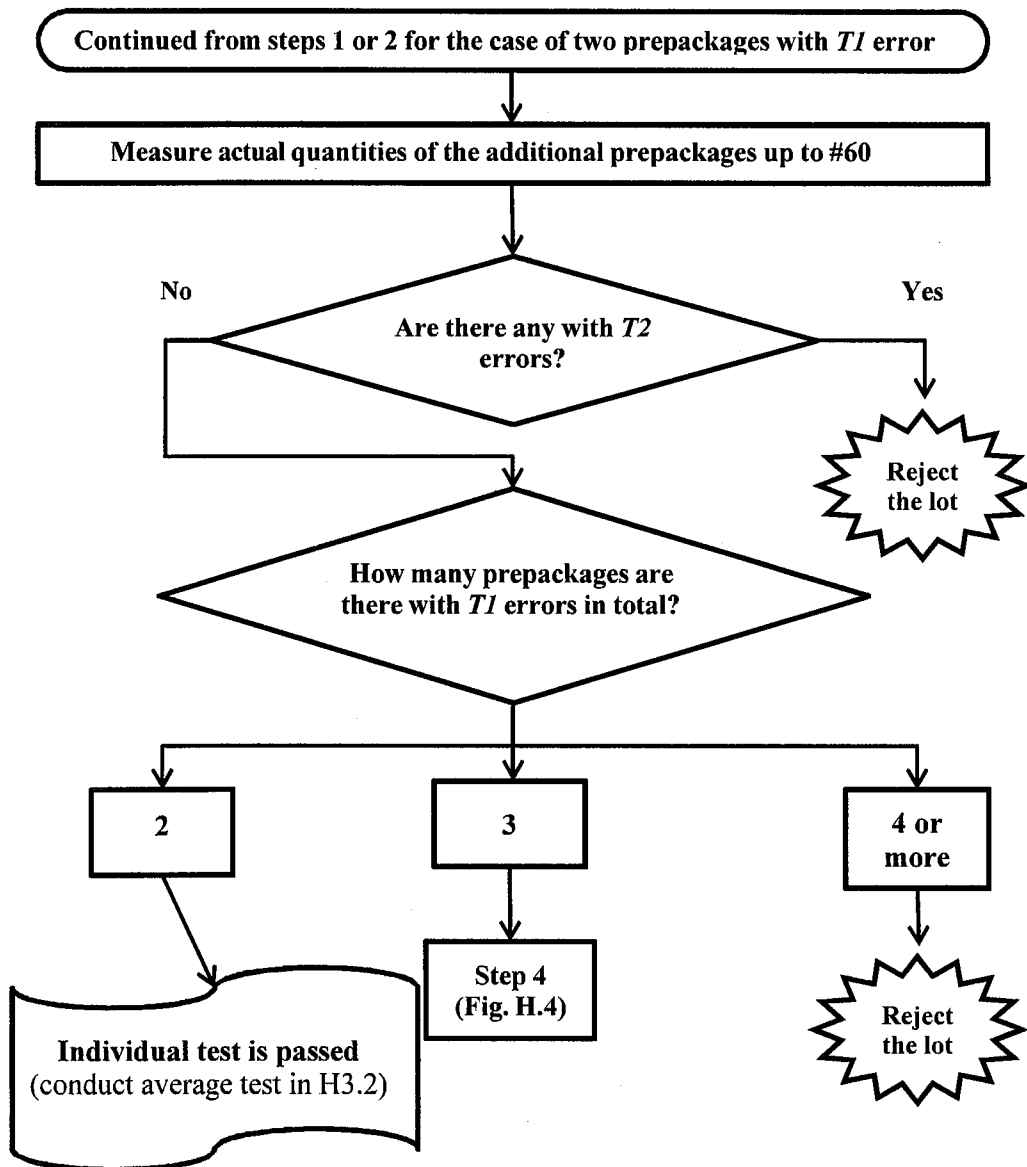 Continued from steps 1 or 2 for the case of two prepackages with T1 error
Measure actual quantities of the additional prepackages up to #60
No
Yes
Are there any with T2
errors?
Reject
the lot
How many prepackages are
there with T1 errors in total?
2
3
4 or
more
Step 4
(Fig. H.4)
Reject
the lot
Individual test is passed
(conduct average test in H3.2)